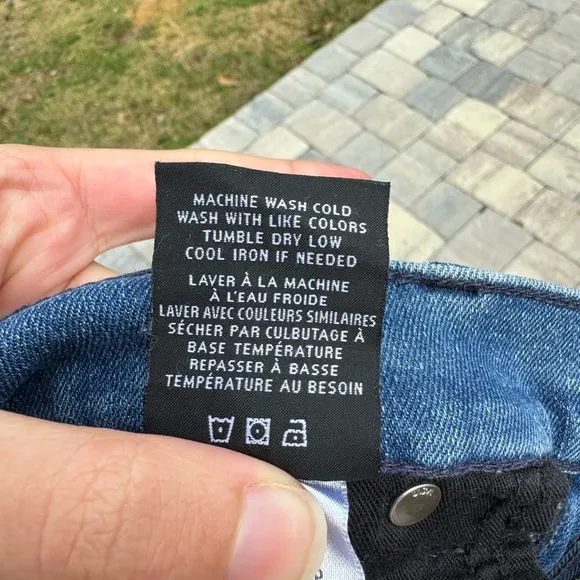 MACHINE WASH COLD
WASH WITH LIKE COLORS
TUMBLE DRY LOW
COOL IRON IF NEEDED
LAVER À LA MACHINE
À L'EAU FROIDE
LAVER AVEC COULEURS SIMILAIRES
SÉCHER PAR CULBUTAGE À
BASE TEMPÉRATURE
REPASSER À BASSE
TEMPÉRATURE AU BESOIN